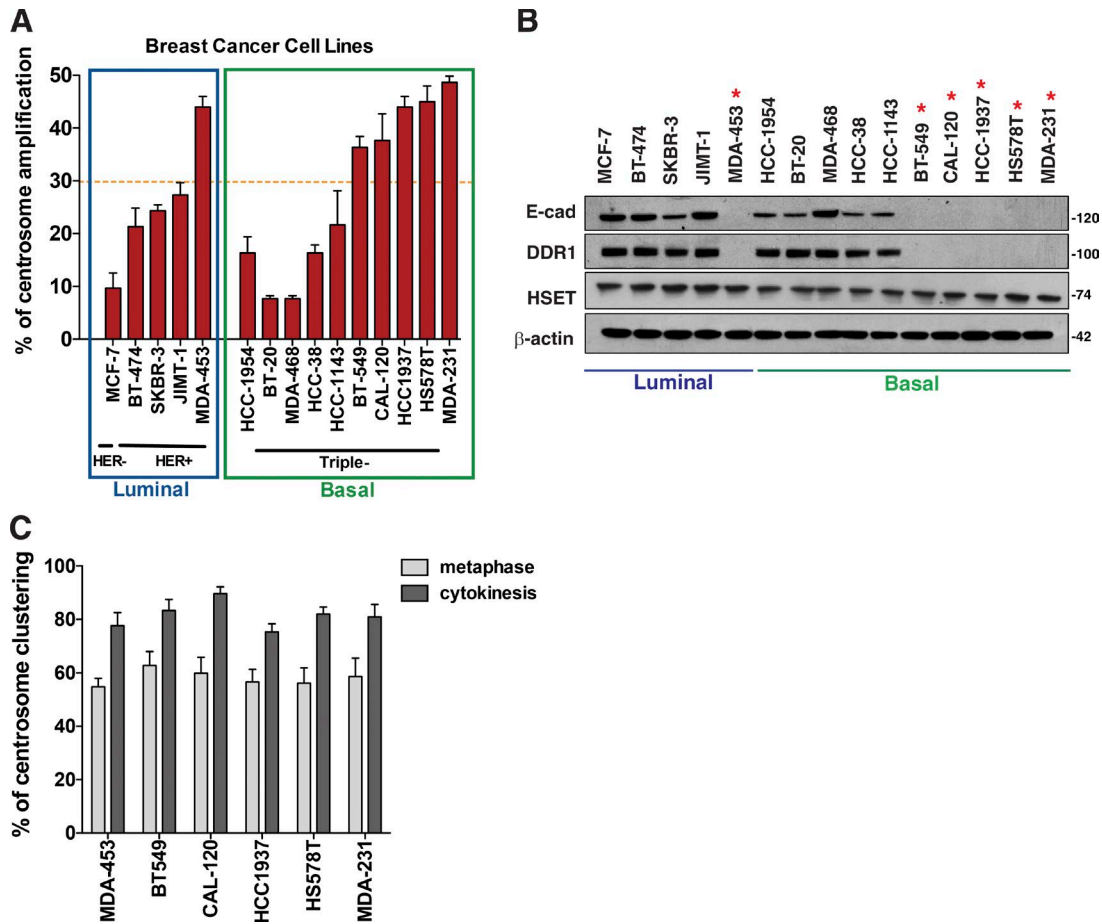 A
Breast Cancer Cell Lines
% of centrosome amplification
50
40
30
20
10
0
MCF-7
BT-474
SKBR-3
JIMT-1
MDA-453
HCC-1954
BT-20
MDA-468
HCC-38
HCC-1143
BT-549
CAL-120
HCC1937
HS578T
MDA-231
HER-
HER+
Triple-
Luminal
Basal
B
MCF-7
BT-474
SKBR-3
JIMT-1
MDA-453 *
HCC-1954
BT-20
MDA-468
HCC-38
HCC-1143
BT-549 *
CAL-120 *
HCC-1937 *
HS578T *
MDA-231 *
E-cad
-120
DDR1
-100
HSET
-74
β-actin
-42
Luminal
Basal
C
% of centrosome clustering
100
80
60
40
20
0
metaphase
cytokinesis
MDA-453
BT549
CAL-120
HCC1937
HS578T
MDA-231